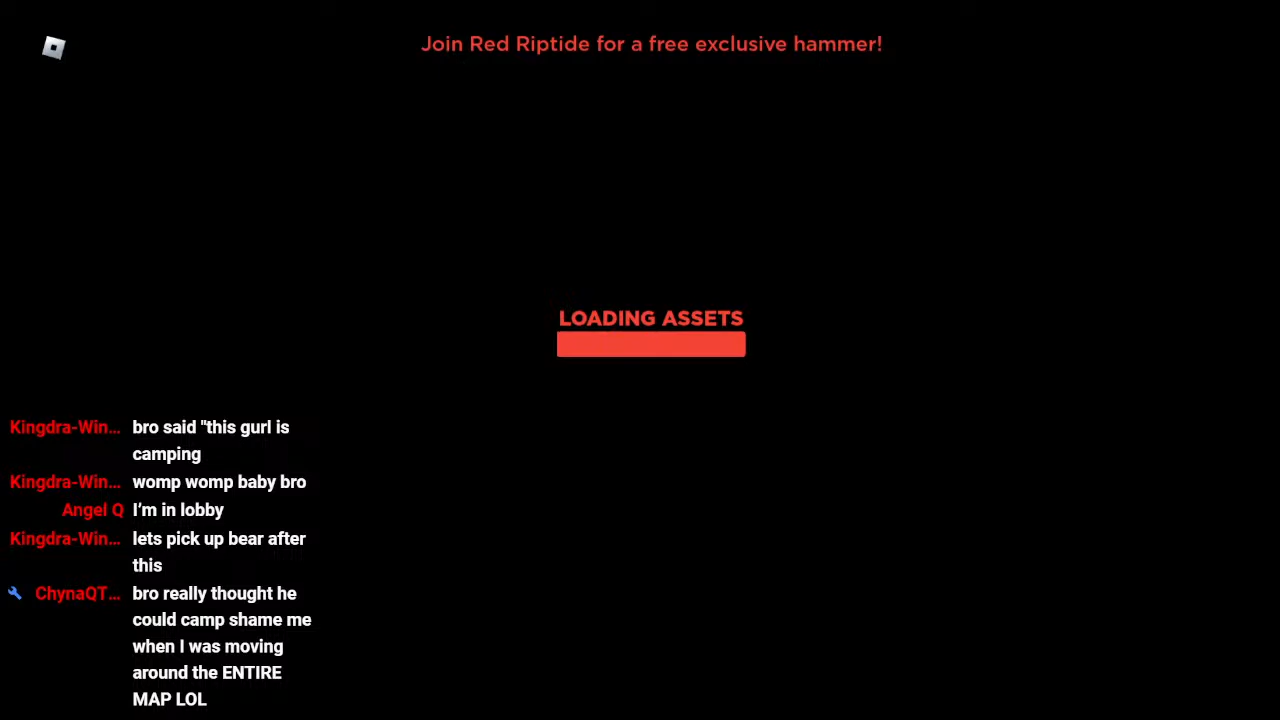 Join Red Riptide for a free exclusive hammer!
LOADING ASSETS
Kingdra-Win... bro said "this gurl is
camping
Kingdra-Win... womp womp baby bro
Angel Q I'm in lobby
Kingdra-Win... lets pick up bear after
this
ChynaQT... bro really thought he
could camp shame me
when I was moving
around the ENTIRE
MAP LOL